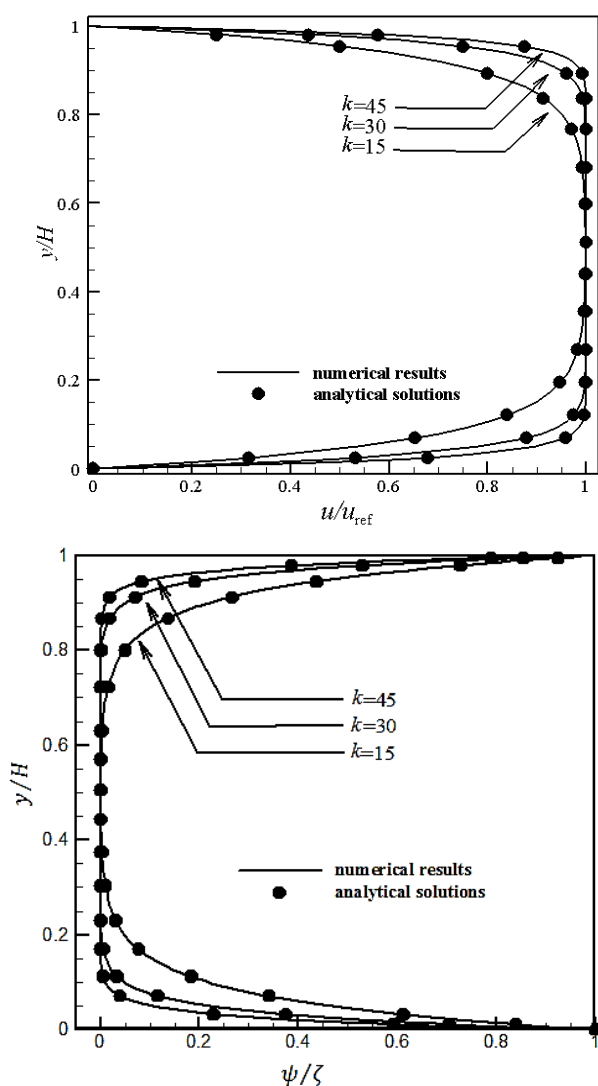 1
0.8
0.6
0.4
0.2
0
y/H
k=45
k=30
k=15
numerical results
analytical solutions
0
0.2
0.4
0.6
0.8
1
u/u_ref
1
0.8
0.6
0.4
0.2
0
y/H
k=45
k=30
k=15
numerical results
analytical solutions
0
0.2
0.4
0.6
0.8
1
ψ/ζ